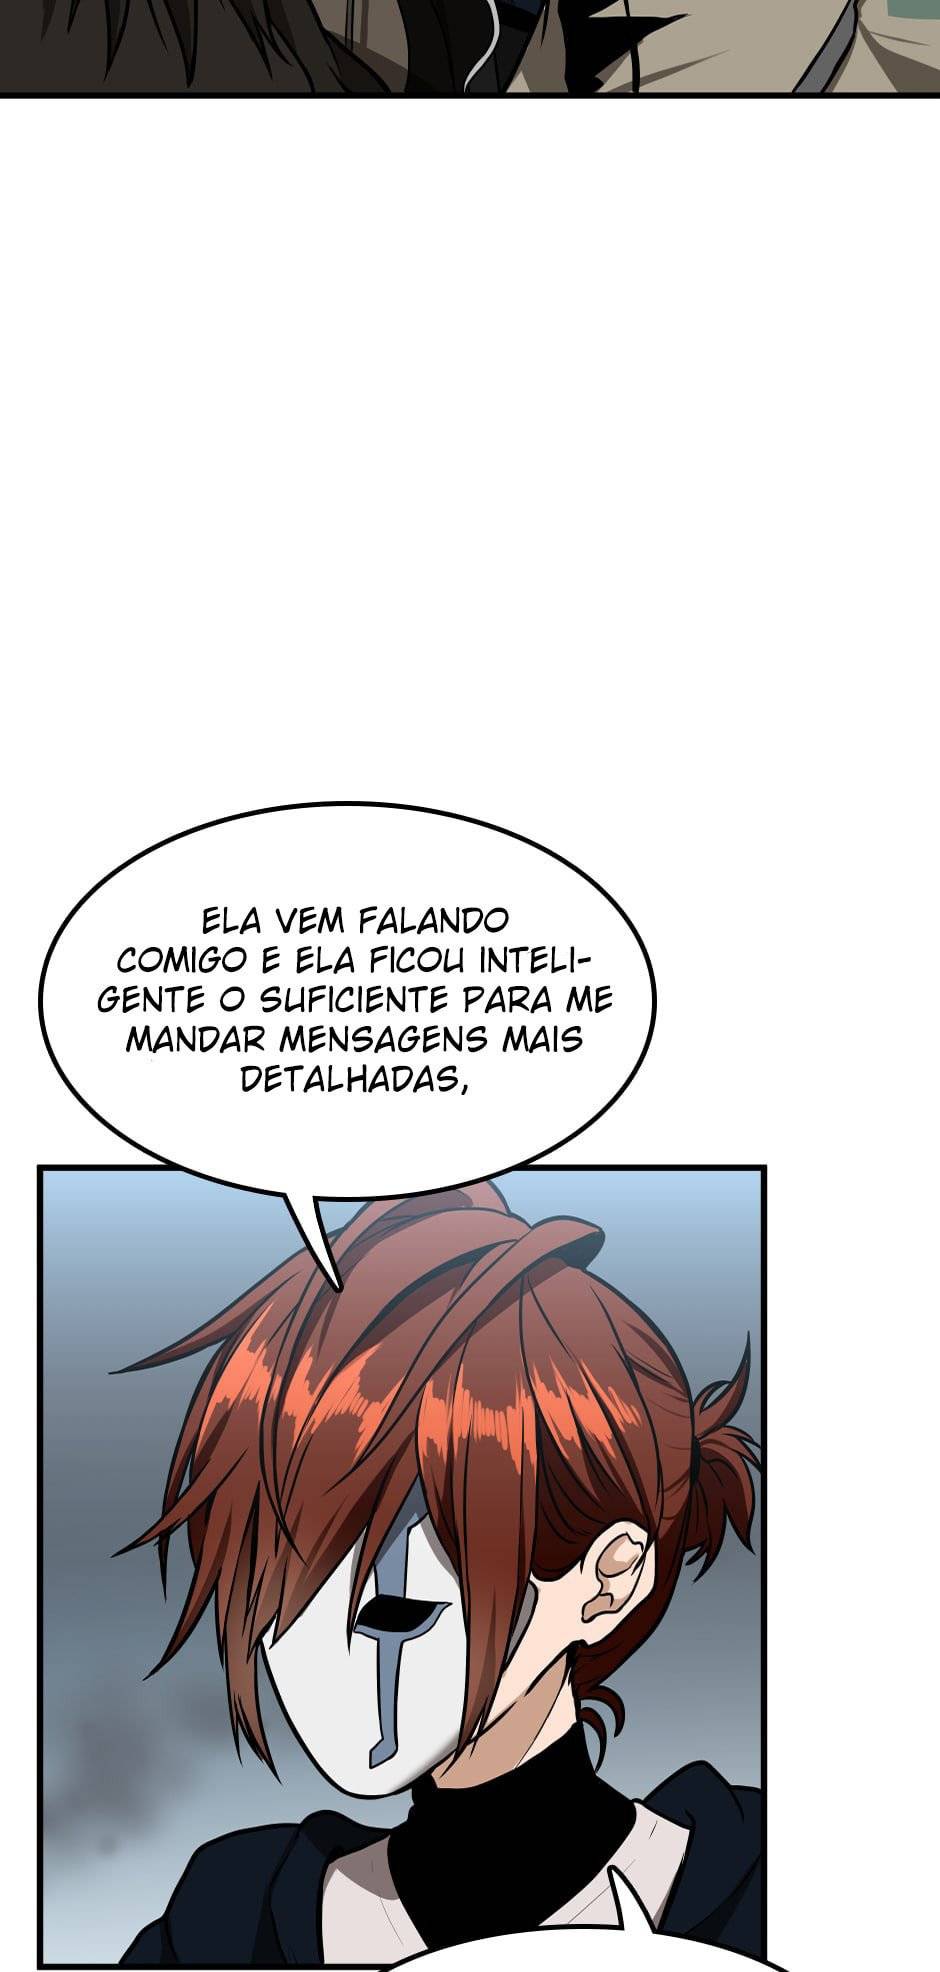 ELA VEM FALANDO
COMIGO E ELA FICOU INTELI-
GENTE O SUFICIENTE PARA ME
MANDAR MENSAGENS MAIS
DETALHADAS,